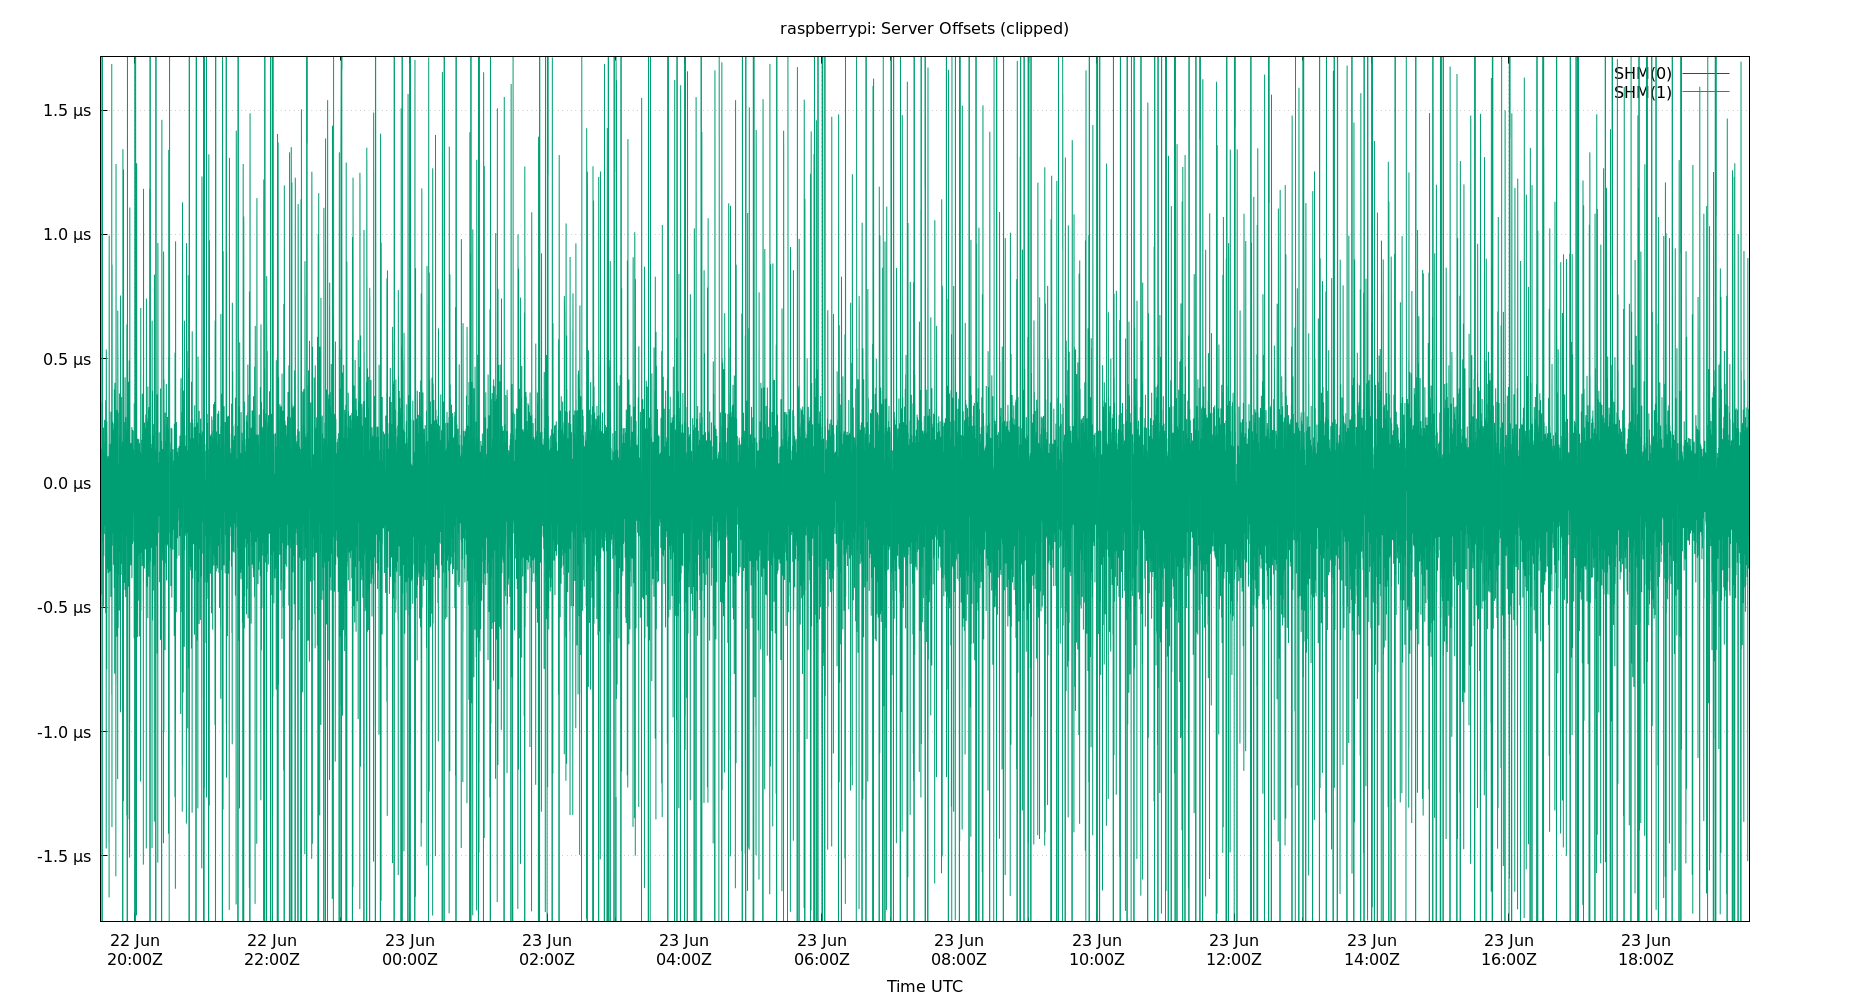 raspberrypi: Server Offsets (clipped)
SHM(0)
SHM(1)
1.5 µs
1.0 µs
0.5 µs
0.0 µs
-0.5 µs
-1.0 µs
-1.5 µs
22 Jun 22 Jun 23 Jun 23 Jun 23 Jun 23 Jun 23 Jun 23 Jun 23 Jun 23 Jun 23 Jun 23 Jun
20:00Z 22:00Z 00:00Z 02:00Z 04:00Z 06:00Z 08:00Z 10:00Z 12:00Z 14:00Z 16:00Z 18:00Z
Time UTC